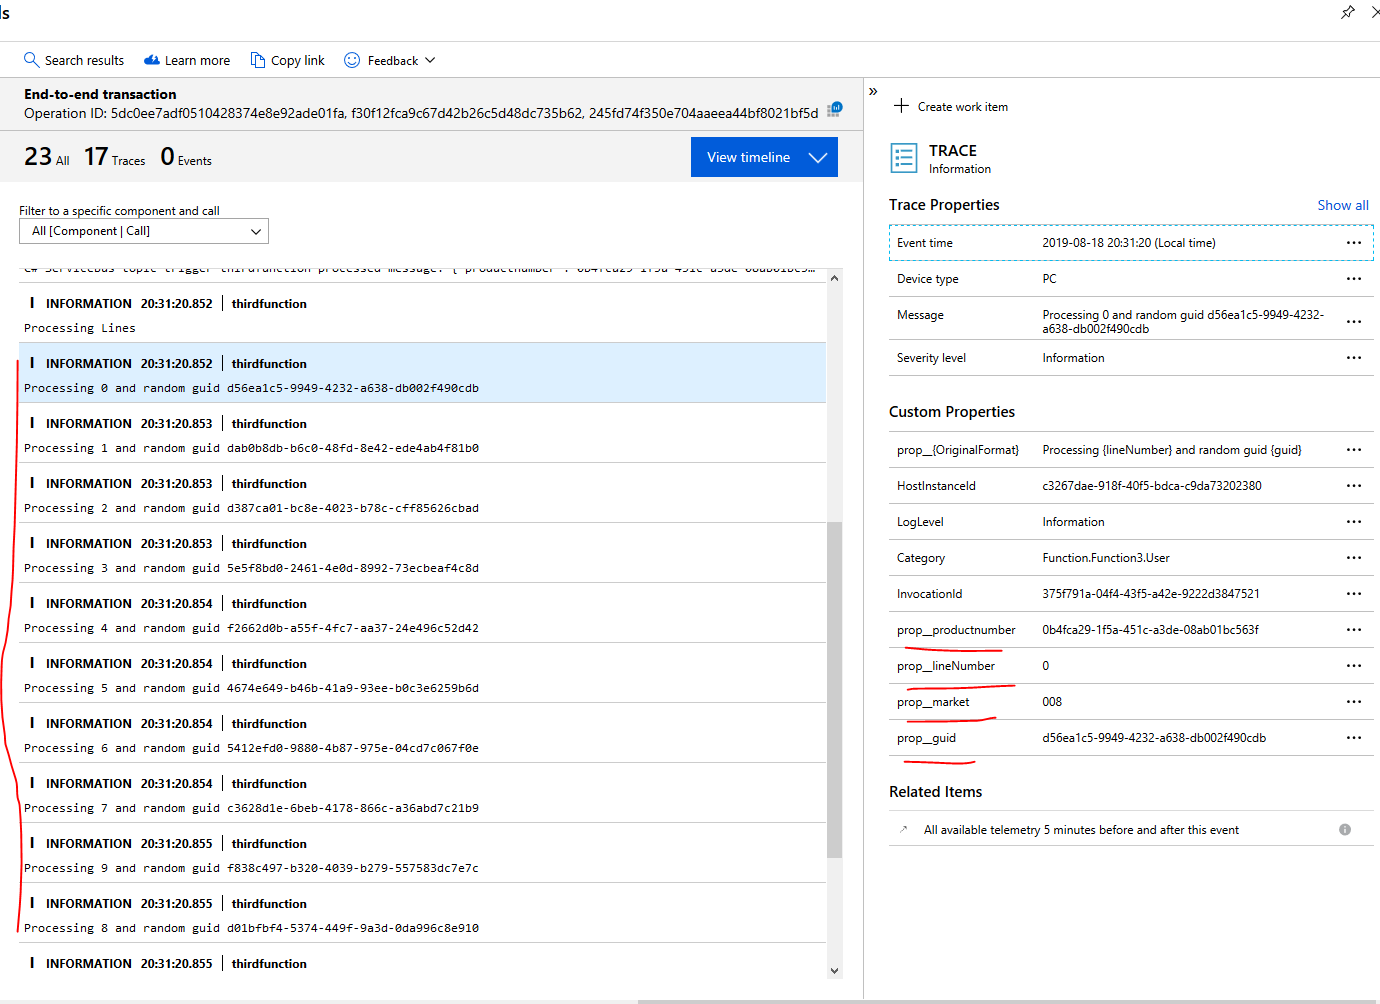 ls
Search results
Learn more
Copy link
Feedback
End-to-end transaction
Operation ID: 5dc0ee7adf0510428374e8e92ade01fa, f30f12fca9c67d42b26c5d48dc735b62, 245fd74f350e704aaeea44bf8021bf5d
23 All 17 Traces 0 Events
View timeline
Filter to a specific component and call
All [Component | Call]
C# ServiceBus topic trigger thirdfunction processed message: { "productnumber": "0b4fca29-1f5a-451c-a3de-08ab01bc5...
INFORMATION 20:31:20.852 | thirdfunction
Processing Lines
INFORMATION 20:31:20.852 | thirdfunction
Processing 0 and random guid d56ea1c5-9949-4232-a638-db002f490cdb
INFORMATION 20:31:20.853 | thirdfunction
Processing 1 and random guid dab0b8db-b6c0-48fd-8e42-ede4ab4f81b0
INFORMATION 20:31:20.853 | thirdfunction
Processing 2 and random guid d387ca01-bc8e-4023-b78c-cff85626cbad
INFORMATION 20:31:20.853 | thirdfunction
Processing 3 and random guid 5e5f8bd0-2461-4e0d-8992-73ecbeaf4c8d
INFORMATION 20:31:20.854 | thirdfunction
Processing 4 and random guid f2662d0b-a55f-4fc7-aa37-24e496c52d42
INFORMATION 20:31:20.854 | thirdfunction
Processing 5 and random guid 4674e649-b46b-41a9-93ee-b0c3e6259b6d
INFORMATION 20:31:20.854 | thirdfunction
Processing 6 and random guid 5412efd0-9880-4b87-975e-04cd7c067f0e
INFORMATION 20:31:20.854 | thirdfunction
Processing 7 and random guid c3628d1e-6beb-4178-866c-a36abd7c21b9
INFORMATION 20:31:20.855 | thirdfunction
Processing 9 and random guid f838c497-b320-4039-b279-557583dc7e7c
INFORMATION 20:31:20.855 | thirdfunction
Processing 8 and random guid d01bfbf4-5374-449f-9a3d-0da996c8e910
INFORMATION 20:31:20.855 | thirdfunction
Create work item
TRACE
Information
Trace Properties
Show all
Event time 2019-08-18 20:31:20 (Local time)
Device type PC
Message Processing 0 and random guid d56ea1c5-9949-4232-
a638-db002f490cdb
Severity level Information
Custom Properties
prop__{OriginalFormat} Processing {lineNumber} and random guid {guid}
HostInstanceId c3267dae-918f-40f5-bdca-c9da73202380
LogLevel Information
Category Function.Function3.User
InvocationId 375f791a-04f4-43f5-a42e-9222d3847521
prop__productnumber 0b4fca29-1f5a-451c-a3de-08ab01bc563f
prop__lineNumber 0
prop__market 008
prop__guid d56ea1c5-9949-4232-a638-db002f490cdb
Related Items
All available telemetry 5 minutes before and after this event